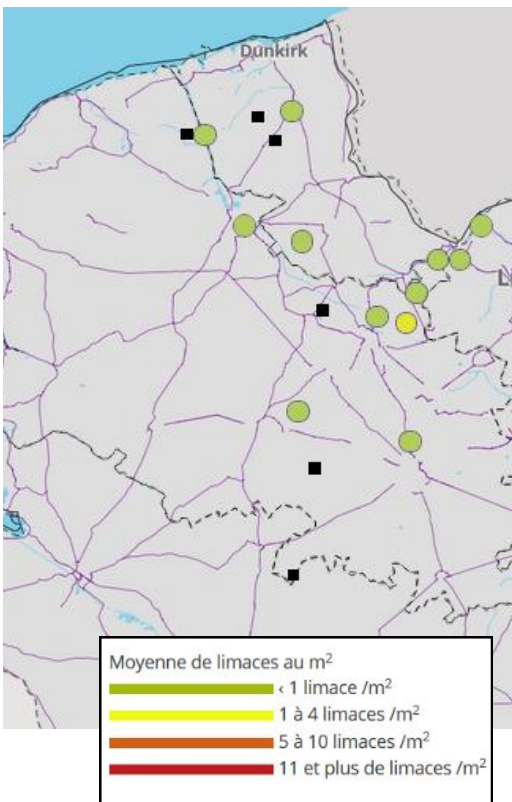 Dunkirk
Li
Moyenne de limaces au m²
‹ 1 limace /m²
1 à 4 limaces /m²
5 à 10 limaces /m²
11 et plus de limaces /m²